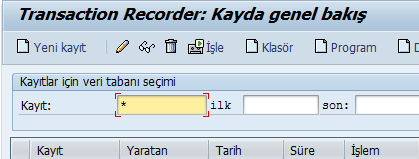 Transaction Recorder: Kayda genel bakış
Yeni kayıt İşle Klasör Program
Kayıtlar için veri tabanı seçimi
Kayıt: * ilk son:
Kayıt Yaratan Tarih Süre İşlem